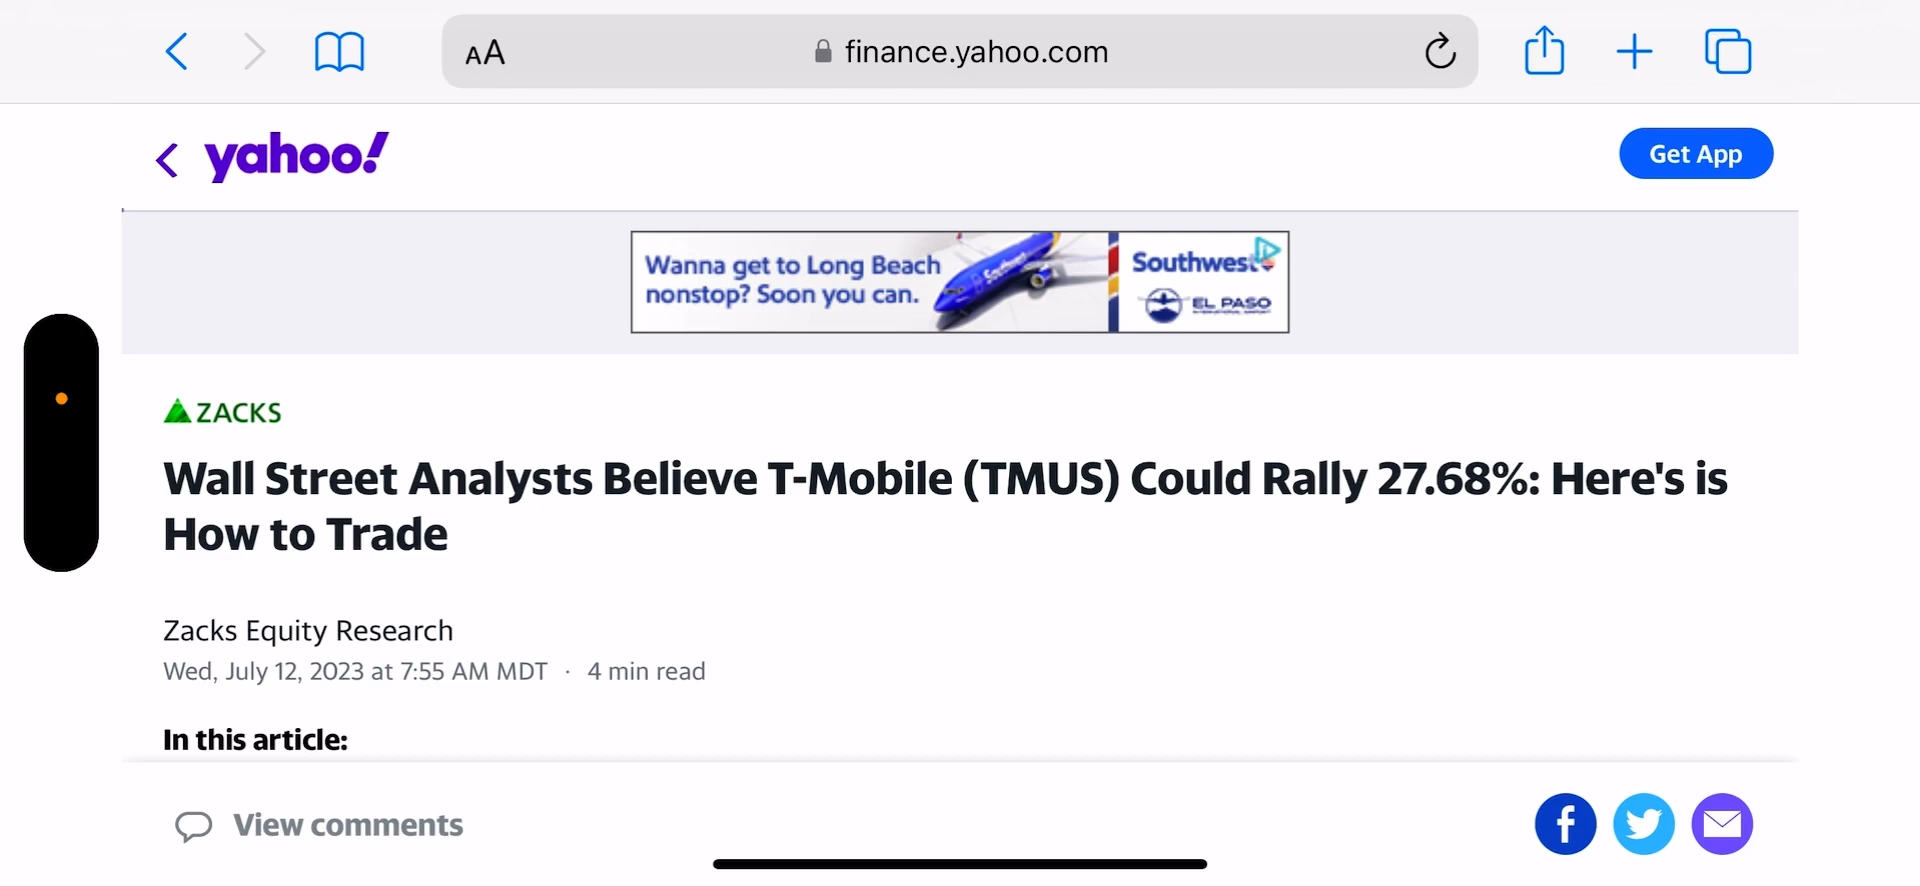 AA
finance.yahoo.com
yahoo!
Get App
Wanna get to Long Beach
nonstop? Soon you can.
Southwest
EL PASO
INTERNATIONAL AIRPORT
ZACKS
Wall Street Analysts Believe T-Mobile (TMUS) Could Rally 27.68%: Here's is
How to Trade
Zacks Equity Research
Wed, July 12, 2023 at 7:55 AM MDT · 4 min read
In this article:
View comments